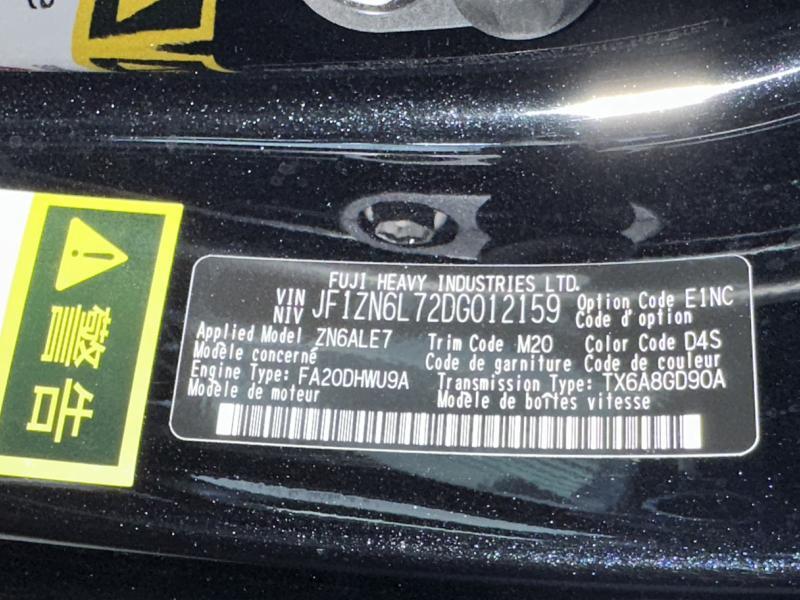 警告
FUJI HEAVY INDUSTRIES LTD.
VIN
NIV JF1ZN6L72DG012159 Option Code E1NC
Code d'option
Applied Model ZN6ALE7 Trim Code M20 Color Code D4S
Modèle concerné Code de garniture Code de couleur
Engine Type: FA20DHWU9A Transmission Type: TX6A8GD90A
Modèle de moteur Modèle de boîtes vitesse